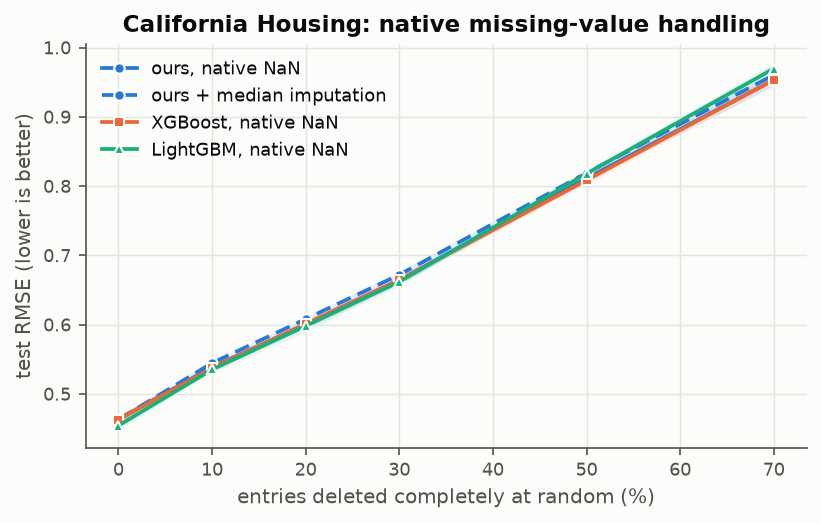 California Housing: native missing-value handling
ours, native NaN
ours + median imputation
XGBoost, native NaN
LightGBM, native NaN
test RMSE (lower is better)
1.0
0.9
0.8
0.7
0.6
0.5
0 10 20 30 40 50 60 70
entries deleted completely at random (%)